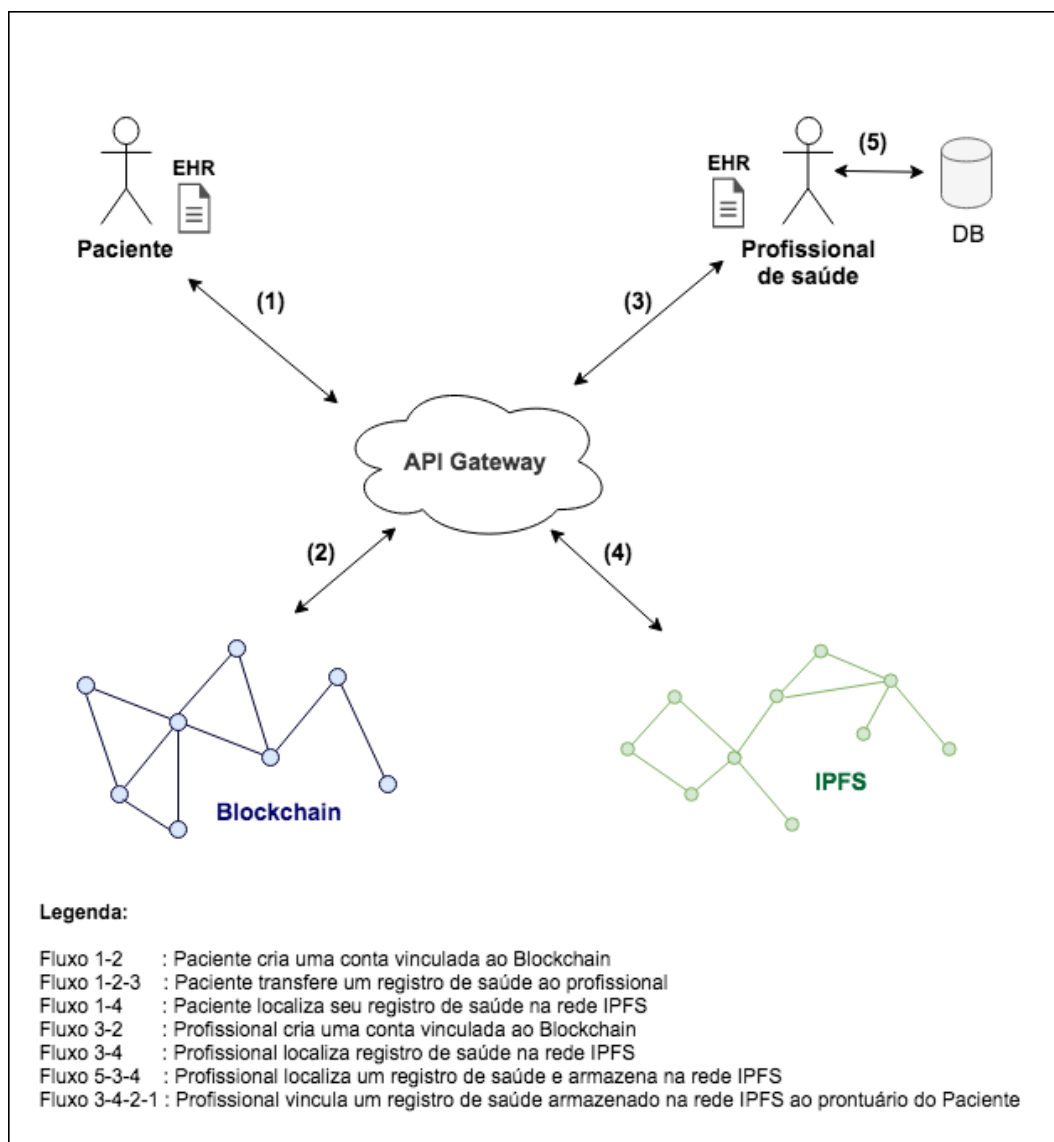 EHR
Paciente
(1)
EHR
(5)
DB
Profissional
de saúde
(3)
API Gateway
(2)
(4)
Blockchain
IPFS
Legenda:
Fluxo 1-2 : Paciente cria uma conta vinculada ao Blockchain
Fluxo 1-2-3 : Paciente transfere um registro de saúde ao profissional
Fluxo 1-4 : Paciente localiza seu registro de saúde na rede IPFS
Fluxo 3-2 : Profissional cria uma conta vinculada ao Blockchain
Fluxo 3-4 : Profissional localiza registro de saúde na rede IPFS
Fluxo 5-3-4 : Profissional localiza um registro de saúde e armazena na rede IPFS
Fluxo 3-4-2-1 : Profissional vincula um registro de saúde armazenado na rede IPFS ao prontuário do Paciente